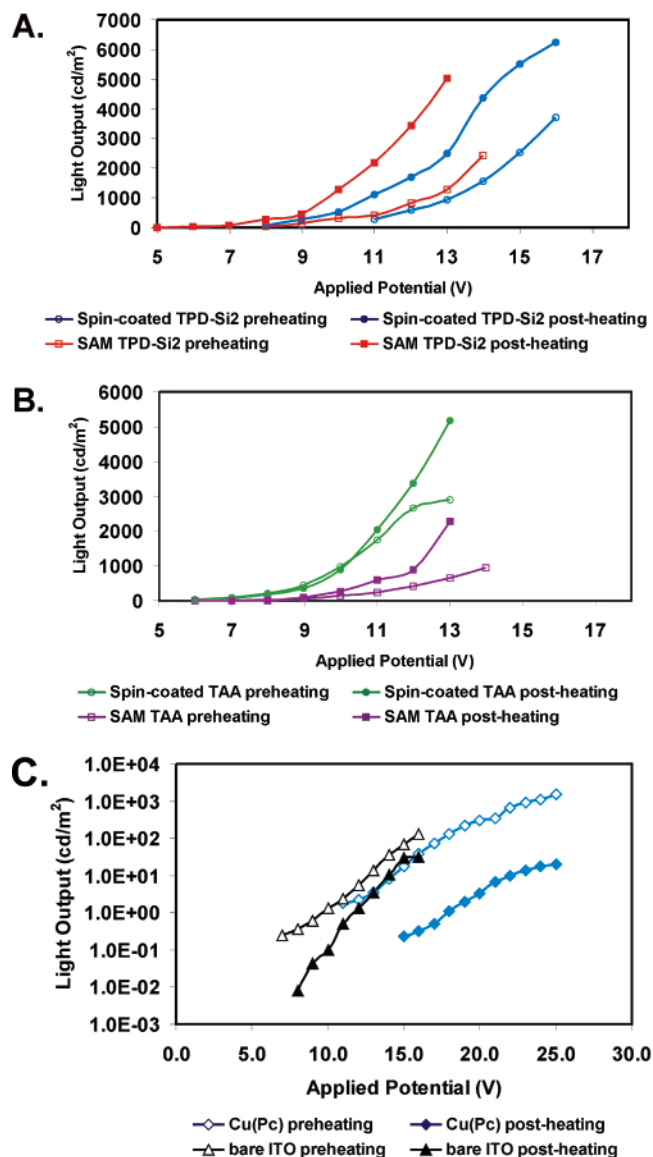 A.
Light Output (cd/m²)
7000
6000
5000
4000
3000
2000
1000
0
5 7 9 11 13 15 17
Applied Potential (V)
Spin-coated TPD-Si2 preheating Spin-coated TPD-Si2 post-heating
SAM TPD-Si2 preheating SAM TPD-Si2 post-heating
B.
Light Output (cd/m²)
6000
5000
4000
3000
2000
1000
0
5 7 9 11 13 15 17
Applied Potential (V)
Spin-coated TAA preheating Spin-coated TAA post-heating
SAM TAA preheating SAM TAA post-heating
C.
Light Output (cd/m²)
1.0E+04
1.0E+03
1.0E+02
1.0E+01
1.0E+00
1.0E-01
1.0E-02
1.0E-03
0.0 5.0 10.0 15.0 20.0 25.0 30.0
Applied Potential (V)
Cu(Pc) preheating Cu(Pc) post-heating
bare ITO preheating bare ITO post-heating